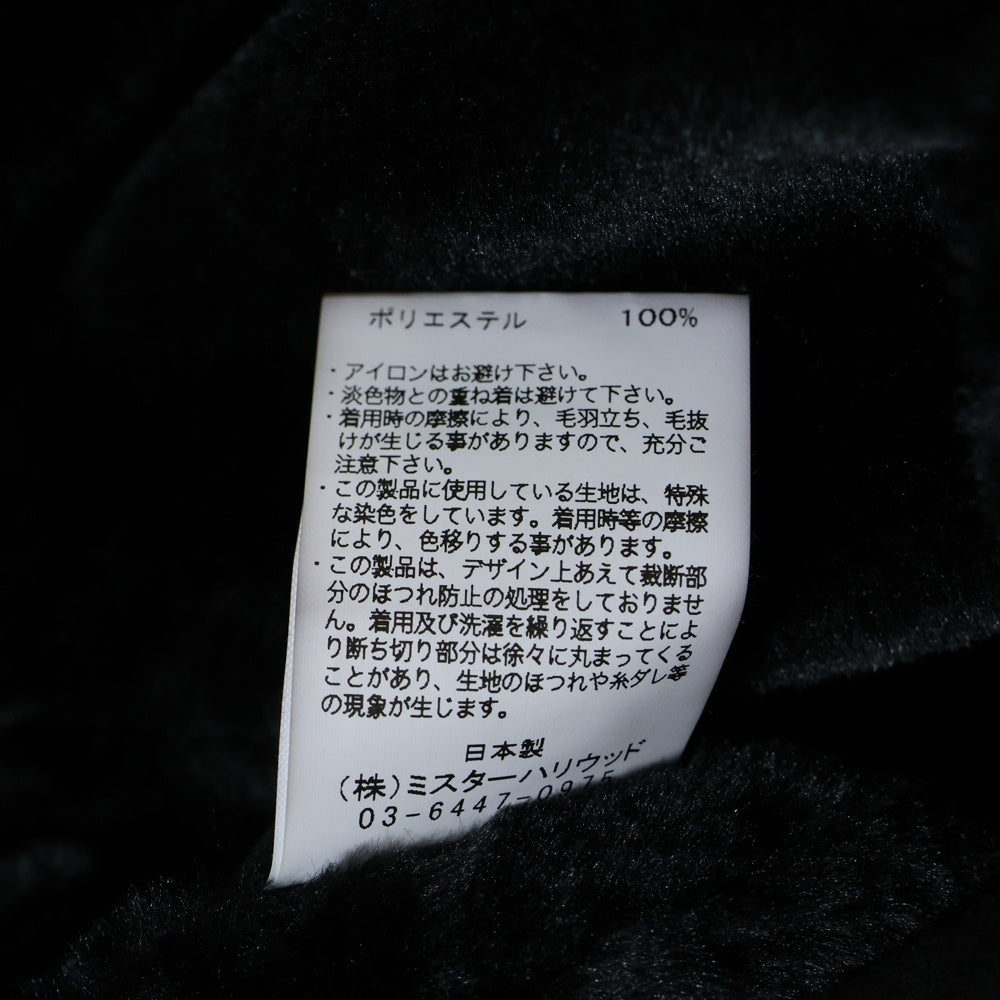 ポリエステル 100%
・アイロンはお避け下さい。
・淡色物との重ね着は避けて下さい。
・着用時の摩擦により、毛羽立ち、毛抜
けが生じる事がありますので、充分ご
注意下さい。
・この製品に使用している生地は、特殊
な染色をしています。着用時等の摩擦
により、色移りする事があります。
・この製品は、デザイン上あえて裁断部
分のほつれ防止の処理をしておりませ
ん。着用及び洗濯を繰り返すことによ
り断ち切り部分は徐々に丸まってくる
ことがあり、生地のほつれや糸ダレ等
の現象が生じます。
日本製
(株)ミスターハリウッド
03-6447-0975